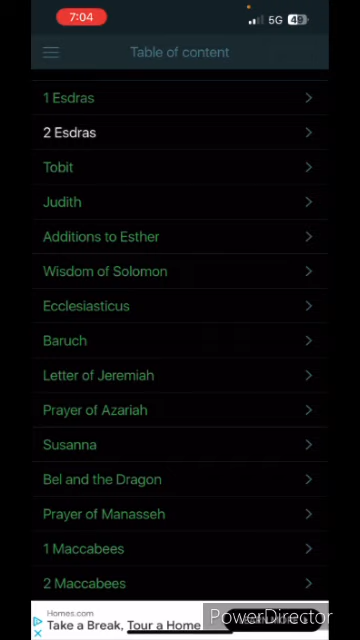 7:04
5G 49
Table of content
1 Esdras
2 Esdras
Tobit
Judith
Additions to Esther
Wisdom of Solomon
Ecclesiasticus
Baruch
Letter of Jeremiah
Prayer of Azariah
Susanna
Bel and the Dragon
Prayer of Manasseh
1 Maccabees
2 Maccabees
Homes.com
Take a Break, Tour a Home
PowerDirector